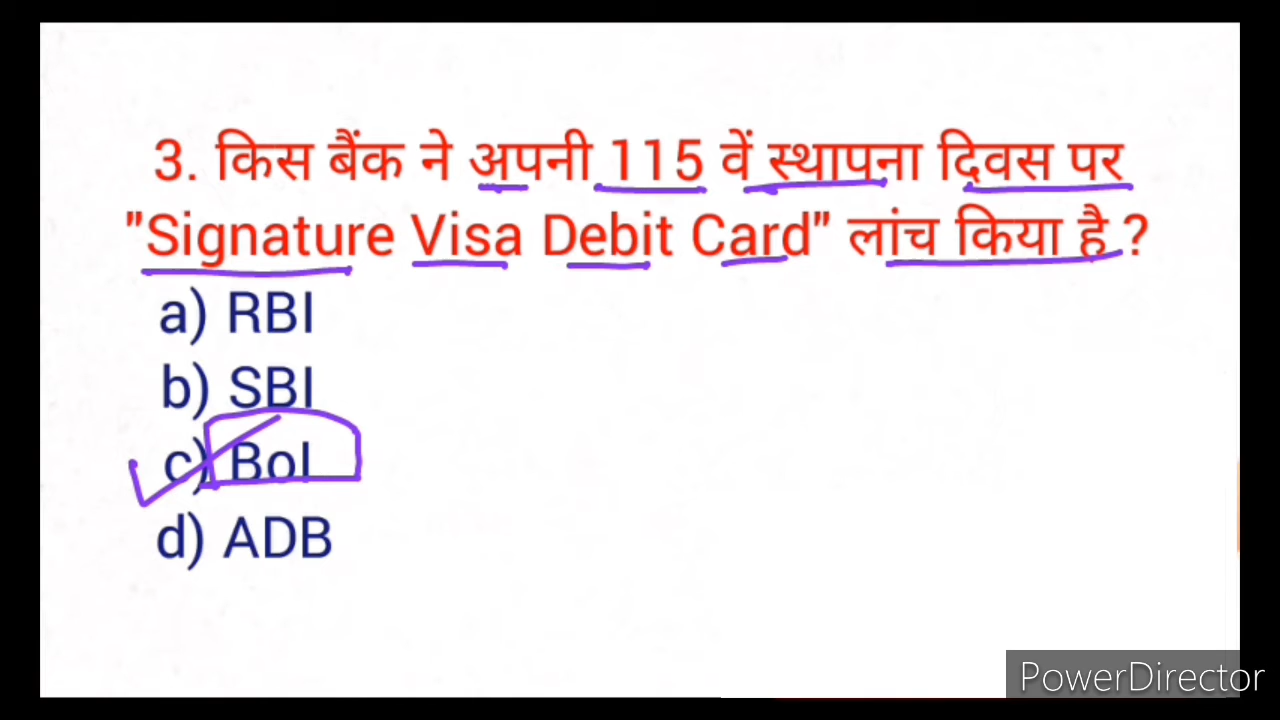 3. किस बैंक ने अपनी 115 वें स्थापना दिवस पर
"Signature Visa Debit Card" लांच किया है ?
a) RBI
b) SBI
c) BoI
d) ADB
PowerDirector